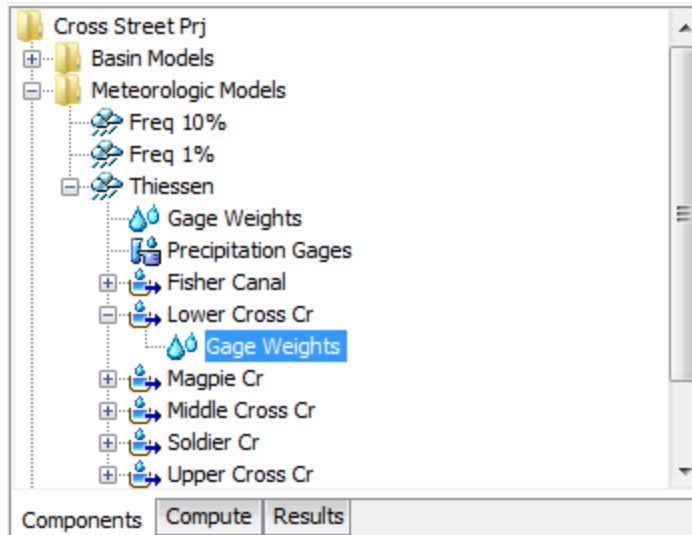 Cross Street Prj
Basin Models
Meteorologic Models
Freq 10%
Freq 1%
Thiessen
Gage Weights
Precipitation Gages
Fisher Canal
Lower Cross Cr
Gage Weights
Magpie Cr
Middle Cross Cr
Soldier Cr
Upper Cross Cr
Components Compute Results